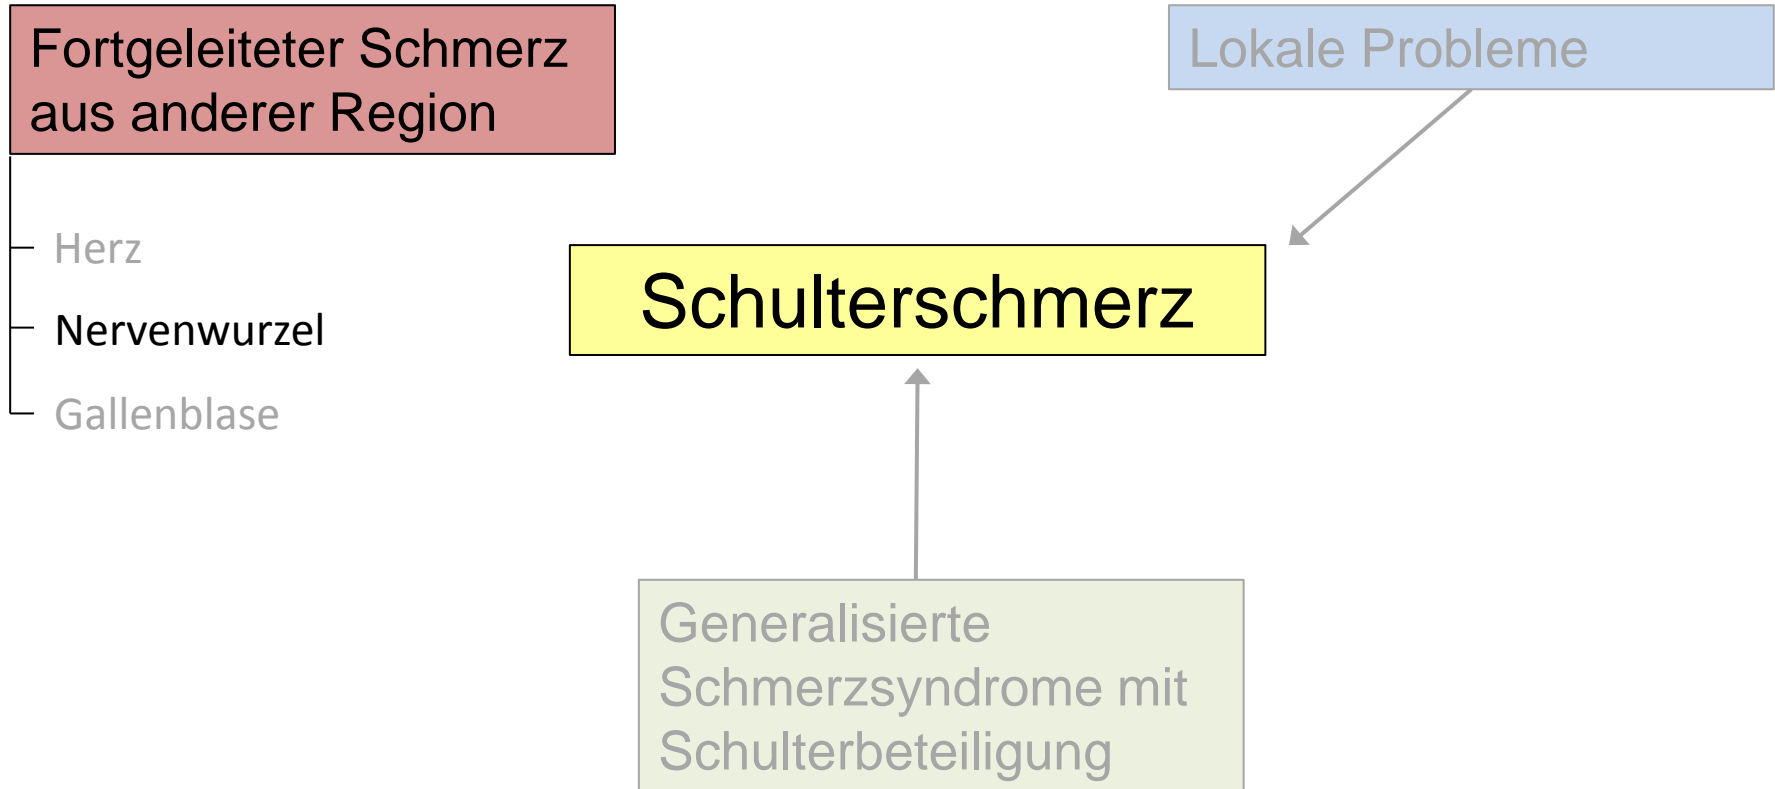 Fortgeleiteter Schmerz
aus anderer Region
Lokale Probleme
Herz
Nervenwurzel
Gallenblase
Schulterschmerz
Generalisierte
Schmerzsyndrome mit
Schulterbeteiligung